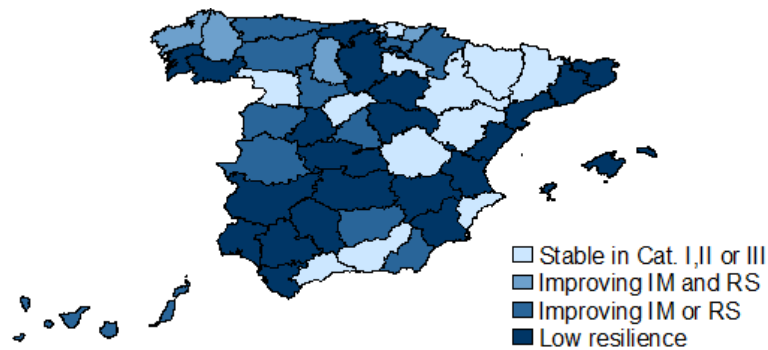 Stable in Cat. I,II or III
Improving IM and RS
Improving IM or RS
Low resilience